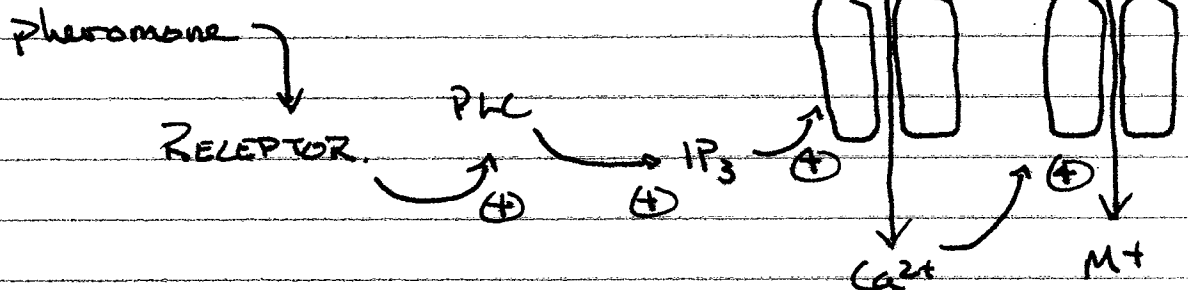 pheromone
RECEPTOR.
PLC
IP3
Ca2+
M+
+
+
+
+